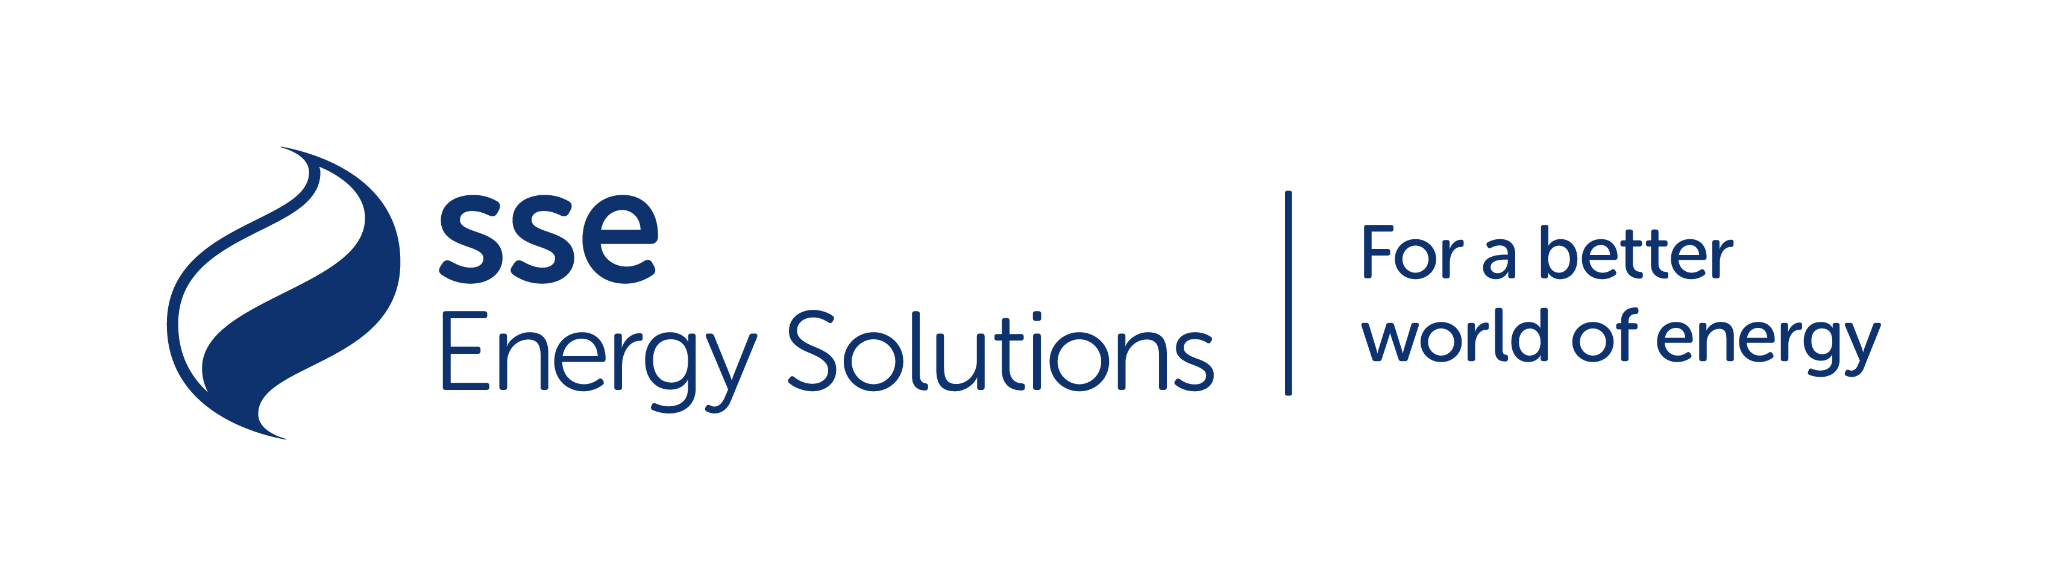 sse
Energy Solutions
For a better
world of energy